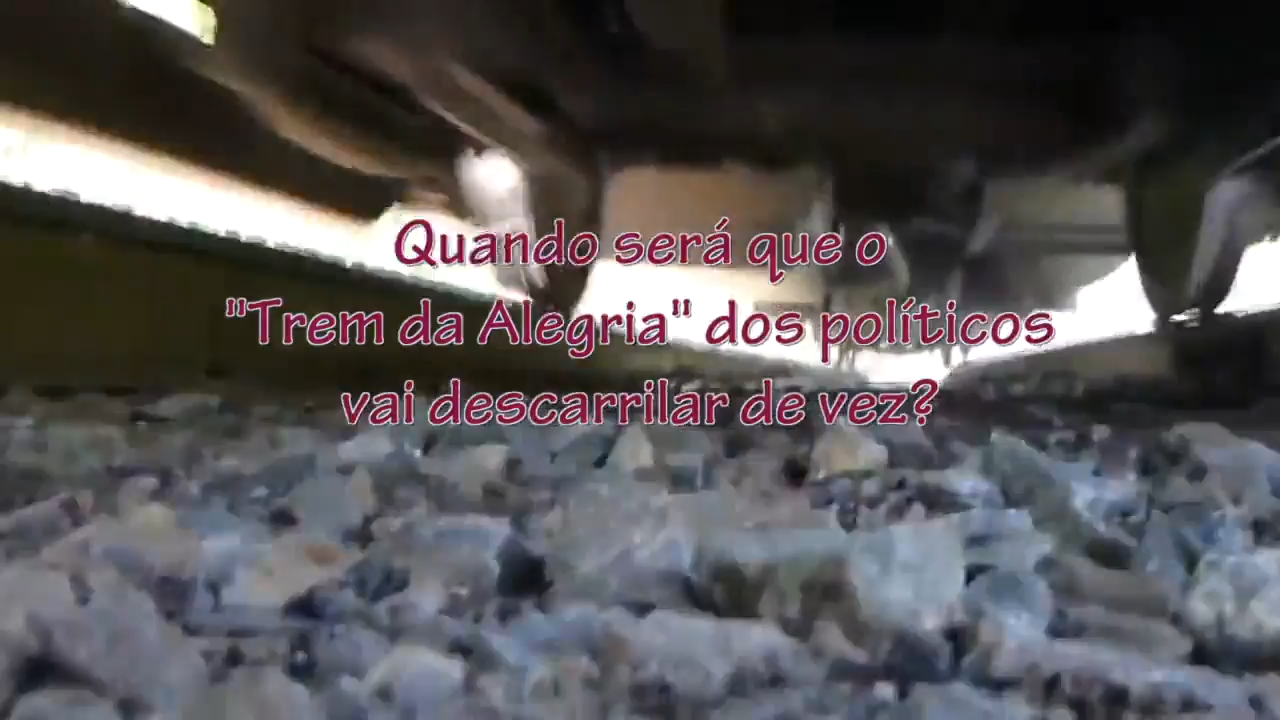 Quando será que o
"Trem da Alegria" dos políticos
vai descarrilar de vez?